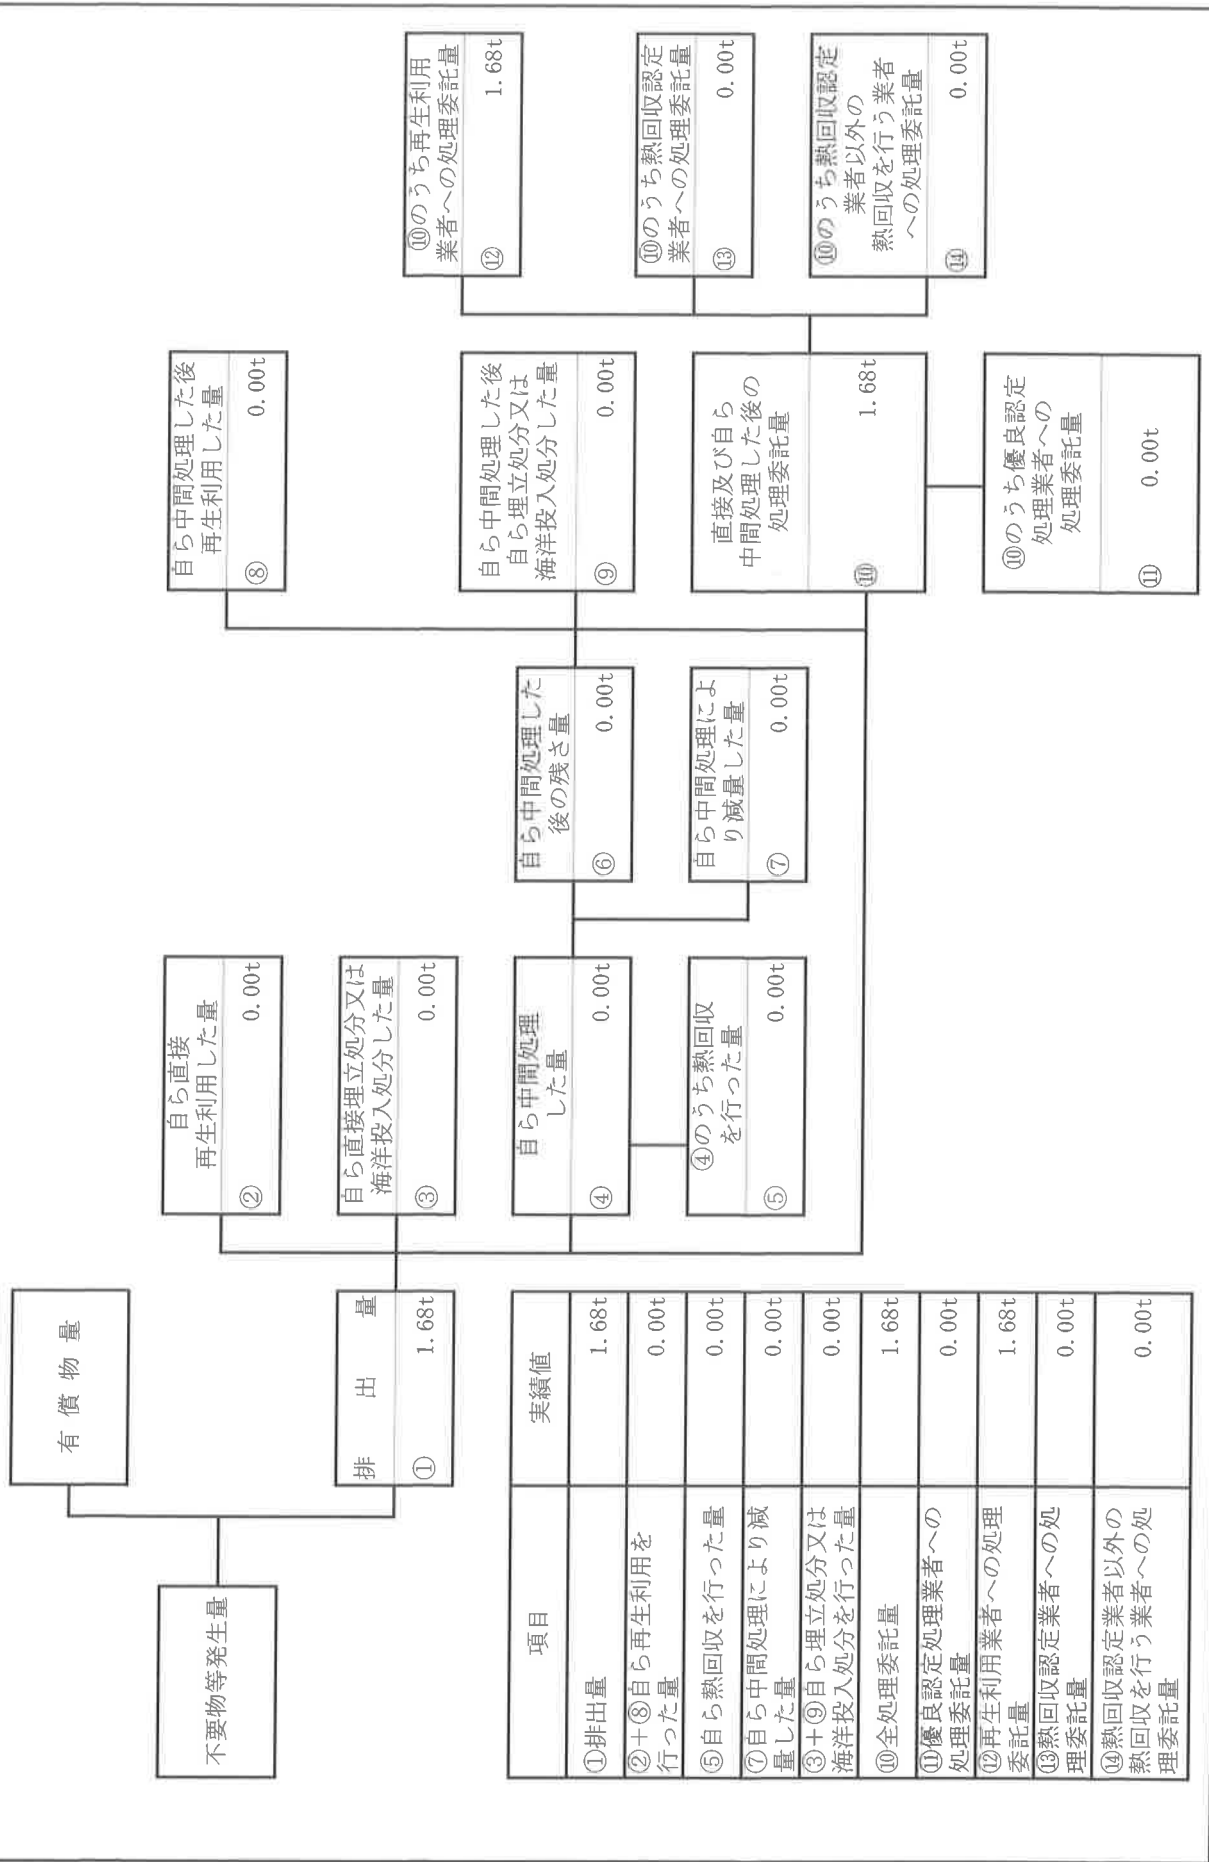 有償物量
不要物等発生量
排出量
① 1.68t
自ら直接
再生利用した量
② 0.00t
自ら直接埋立処分又は
海洋投入処分した量
③ 0.00t
自ら中間処理
した量
④ 0.00t
④のうち熱回収
を行った量
⑤ 0.00t
自ら中間処理した
後の残さ量
⑥ 0.00t
自ら中間処理によ
り減量した量
⑦ 0.00t
自ら中間処理した後
再生利用した量
⑧ 0.00t
自ら中間処理した後
自ら埋立処分又は
海洋投入処分した量
⑨ 0.00t
直接及び自ら
中間処理した後の
処理委託量
⑩ 1.68t
⑩のうち優良認定
処理業者への
処理委託量
⑪ 0.00t
⑩のうち再生利用
業者への処理委託量
⑫ 1.68t
⑩のうち熱回収認定
業者への処理委託量
⑬ 0.00t
⑩のうち熱回収認定
業者以外の
熱回収を行う業者
への処理委託量
⑭ 0.00t
項目 実績値
①排出量 1.68t
②+⑧自ら再生利用を
行った量 0.00t
⑤自ら熱回収を行った量 0.00t
⑦自ら中間処理により減
量した量 0.00t
③+⑨自ら埋立処分又は
海洋投入処分を行った量 0.00t
⑩全処理委託量 1.68t
⑪優良認定処理業者への
処理委託量 0.00t
⑫再生利用業者への処理
委託量 1.68t
⑬熱回収認定業者への処
理委託量 0.00t
⑭熱回収認定業者以外の
熱回収を行う業者への処
理委託量 0.00t